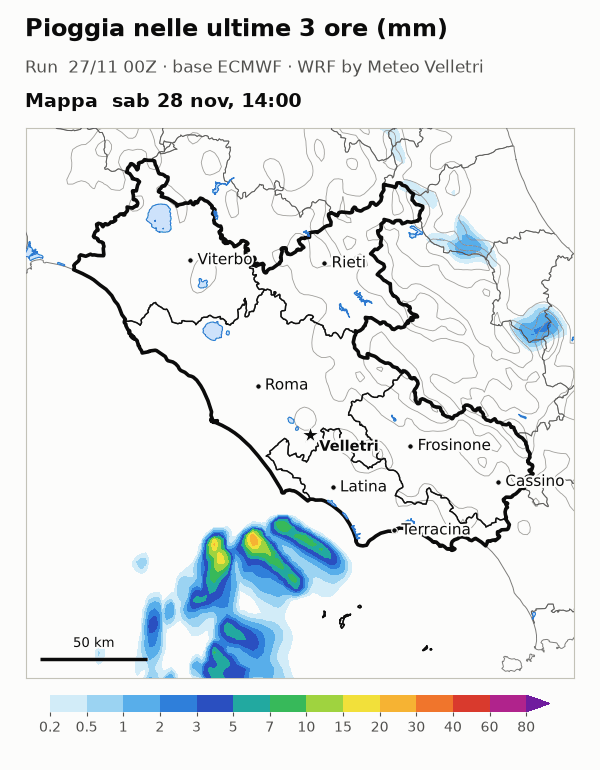 Pioggia nelle ultime 3 ore (mm)
Run 27/11 00Z · base ECMWF · WRF by Meteo Velletri
Mappa sab 28 nov, 14:00
Viterbo
Rieti
Roma
Velletri
Frosinone
Cassino
Latina
Terracina
50 km
0.2 0.5 1 2 3 5 7 10 15 20 30 40 60 80